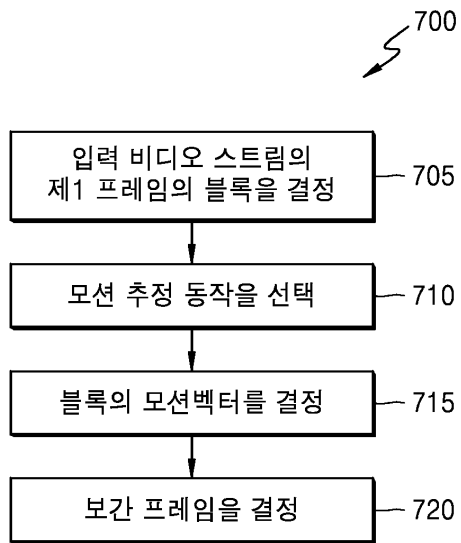 700
입력 비디오 스트림의
제1 프레임의 블록을 결정
705
모션 추정 동작을 선택
710
블록의 모션벡터를 결정
715
보간 프레임을 결정
720